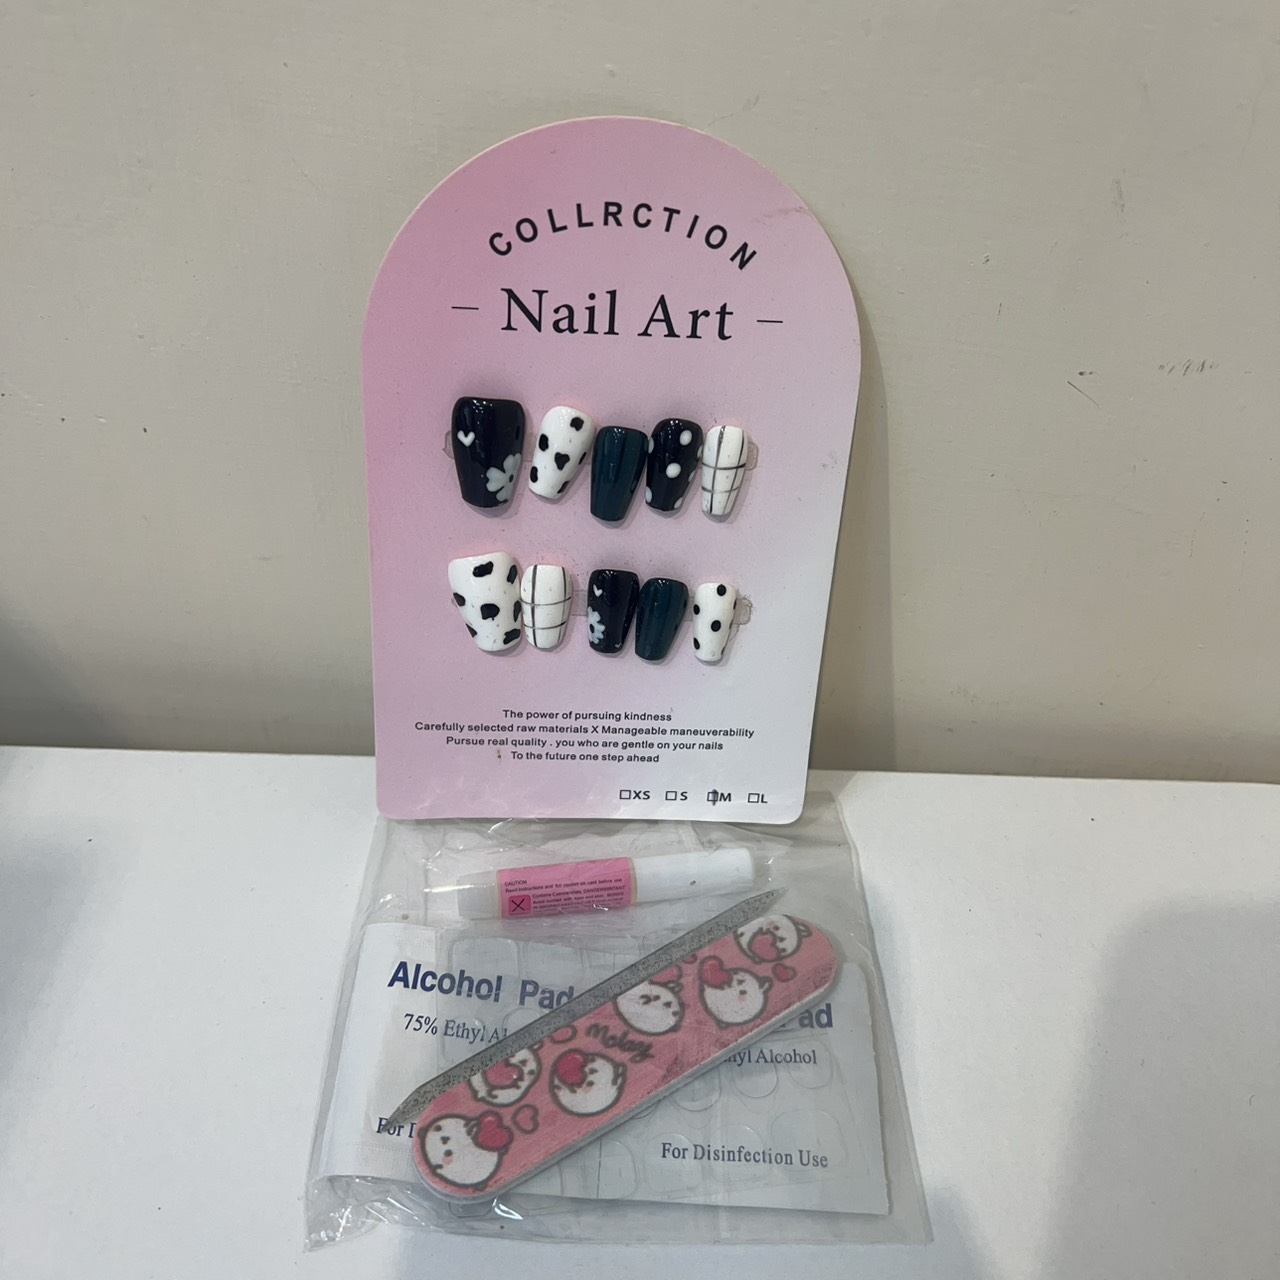 COLLRCTION
- Nail Art -
The power of pursuing kindness
Carefully selected raw materials X Manageable maneuverability
Pursue real quality . you who are gentle on your nails
To the future one step ahead
☐XS ☐S ☐M ☐L
CAUTION
Alcohol Pad
75% Ethyl Al
For D
Molang
ad
yl Alcohol
For Disinfection Use